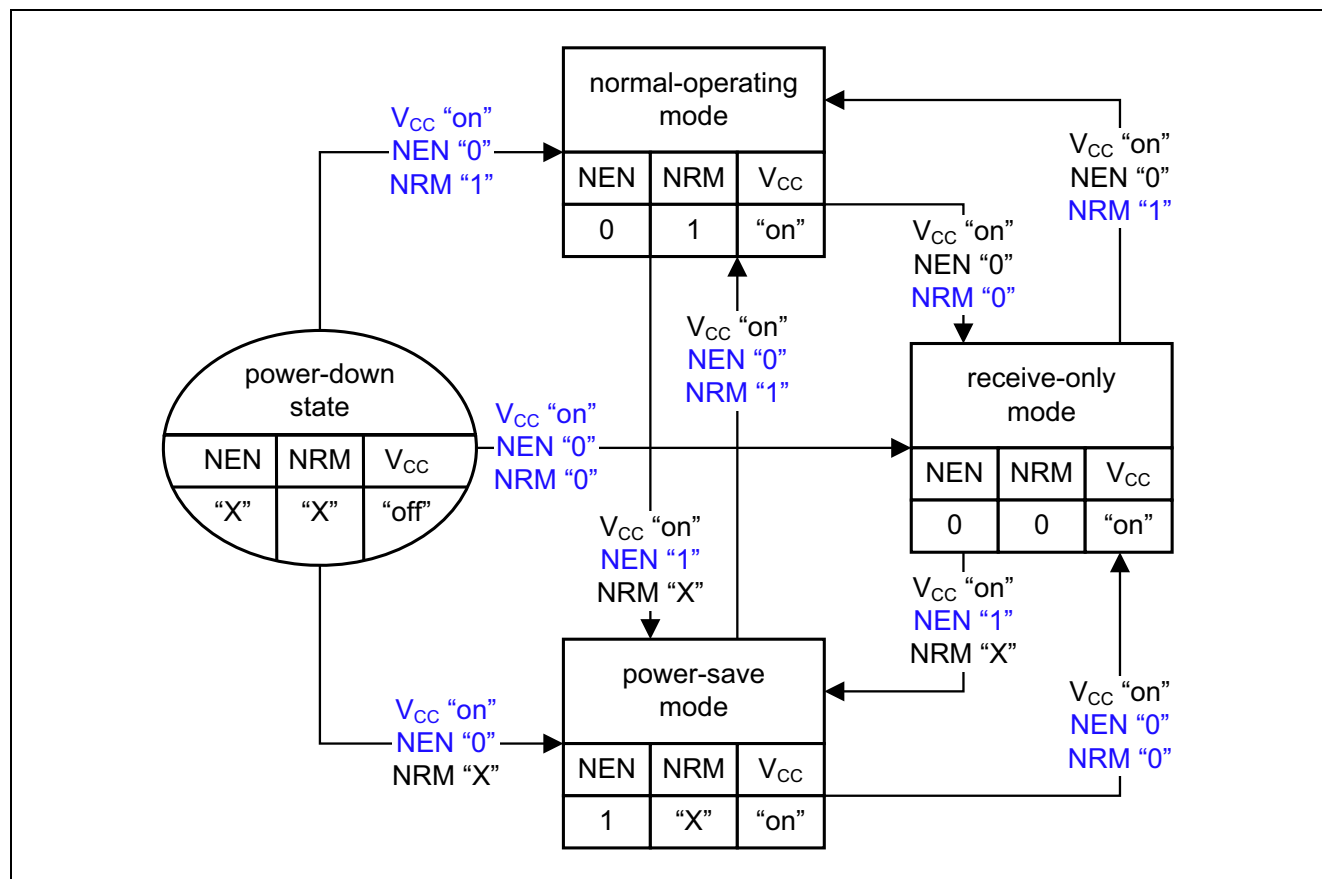 normal-operating
mode
NEN NRM VCC
0 1 “on”
VCC “on”
NEN “0”
NRM “1”
VCC “on”
NEN “0”
NRM “1”
VCC “on”
NEN “0”
NRM “0”
VCC “on”
NEN “0”
NRM “1”
power-down
state
NEN NRM VCC
“X” “X” “off”
VCC “on”
NEN “0”
NRM “0”
receive-only
mode
NEN NRM VCC
0 0 “on”
VCC “on”
NEN “1”
NRM “X”
VCC “on”
NEN “1”
NRM “X”
VCC “on”
NEN “0”
NRM “X”
power-save
mode
NEN NRM VCC
1 “X” “on”
VCC “on”
NEN “0”
NRM “0”